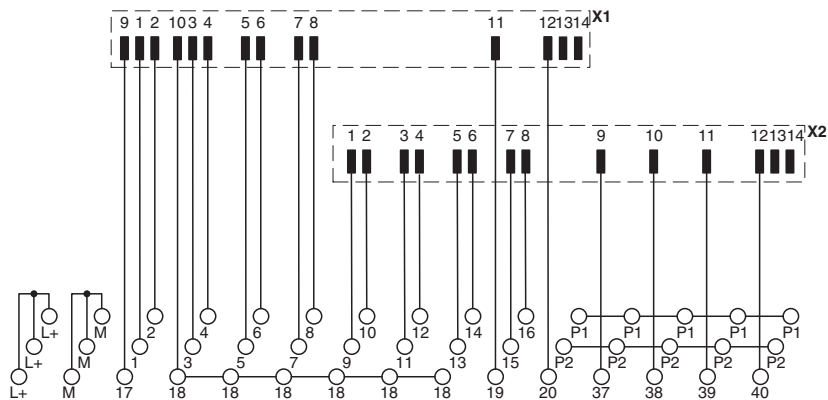 9 1 2 10 3 4 5 6 7 8 11 12 13 14 X1
1 2 3 4 5 6 7 8 9 10 11 12 13 14 X2
L+ M 2 4 6 8 10 12 14 16 P1 P1 P1 P1 P1
L+ M 1 3 5 7 9 11 13 15 P2 P2 P2 P2 P2
L+ M 17 18 18 18 18 18 18 19 20 37 38 39 40